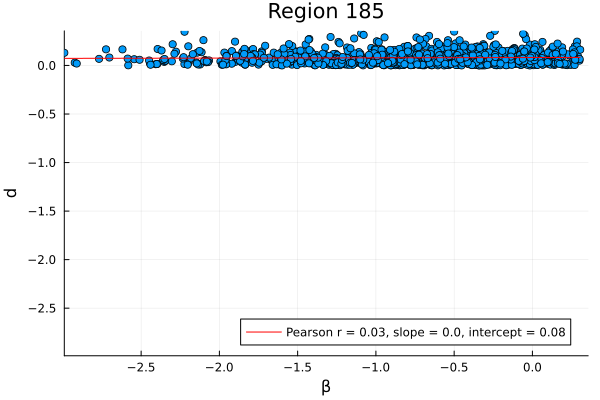 Region 185
d
0.0
−0.5
−1.0
−1.5
−2.0
−2.5
Pearson r = 0.03, slope = 0.0, intercept = 0.08
−2.5 −2.0 −1.5 −1.0 −0.5 0.0
β